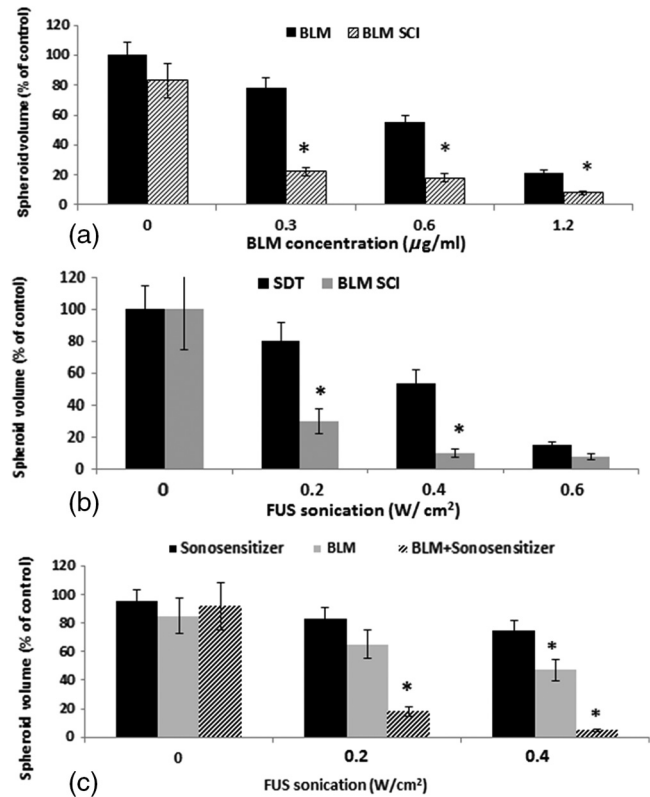 120
100
80
60
40
20
0
Spheroid volume (% of control)
BLM BLM SCI
* * *
0 0.3 0.6 1.2
BLM concentration (µg/ml)
(a)
120
100
80
60
40
20
0
Spheroid volume (% of control)
SDT BLM SCI
* *
0 0.2 0.4 0.6
FUS sonication (W/ cm²)
(b)
Sonosensitizer BLM BLM+Sonosensitizer
120
100
80
60
40
20
0
Spheroid volume (% of control)
* * *
0 0.2 0.4
FUS sonication (W/cm²)
(c)